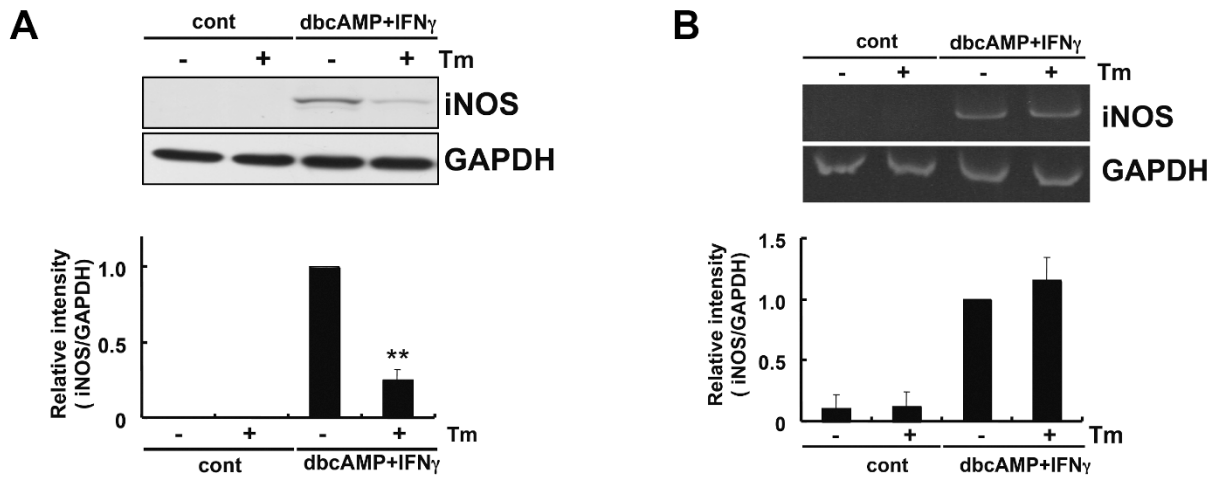 A
cont dbcAMP+IFNγ
- + - + Tm
iNOS
GAPDH
Relative intensity
( iNOS/GAPDH)
1.0
0.5
0
**
- + - + Tm
cont dbcAMP+IFNγ
B
cont dbcAMP+IFNγ
- + - + Tm
iNOS
GAPDH
Relative intensity
( iNOS/GAPDH)
1.5
1.0
0.5
0
- + - + Tm
cont dbcAMP+IFNγ